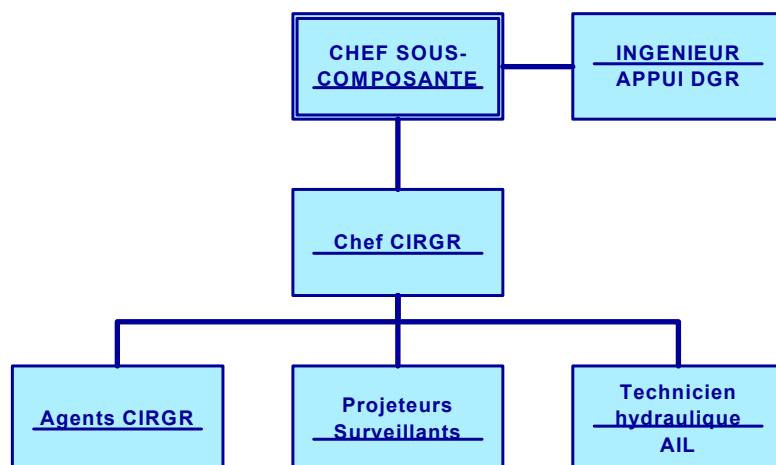 CHEF SOUS-
COMPOSANTE
INGENIEUR
APPUI DGR
Chef CIRGR
Agents CIRGR
Projeteurs
Surveillants
Technicien
hydraulique
AIL